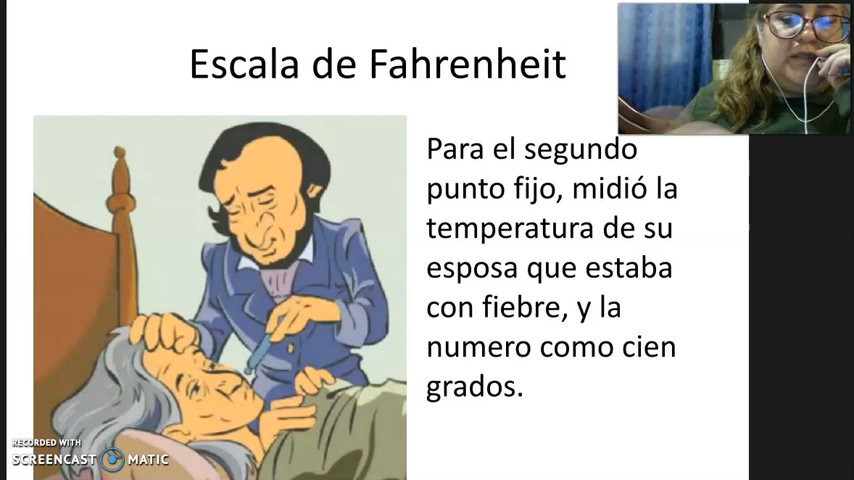 Escala de Fahrenheit
Para el segundo
punto fijo, midió la
temperatura de su
esposa que estaba
con fiebre, y la
numero como cien
grados.
RECORDED WITH
SCREENCAST MATIC